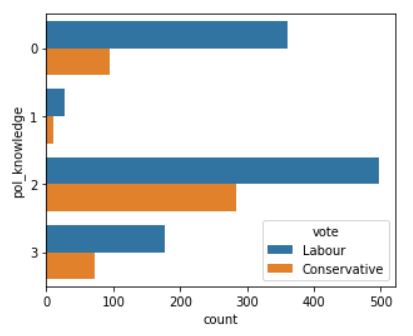 0
1
2
3
pol_knowledge
vote
Labour
Conservative
0 100 200 300 400 500
count